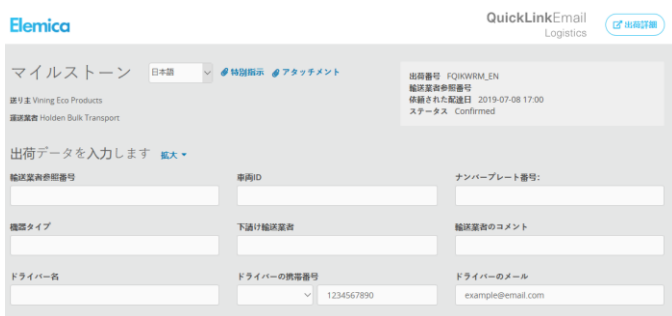 Elemica
QuickLinkEmail
Logistics
出荷詳細
マイルストーン 日本語 特別指示 アタッチメント
送り主 Vining Eco Products
運送業者 Holden Bulk Transport
出荷番号 FQIKWRM_EN
輸送業者参照番号
依頼された配達日 2019-07-08 17:00
ステータス Confirmed
出荷データを入力します 拡大
輸送業者参照番号 車両ID ナンバープレート番号:
機器タイプ 下請け輸送業者 輸送業者のコメント
ドライバー名 ドライバーの携帯番号 ドライバーのメール
1234567890 example@email.com